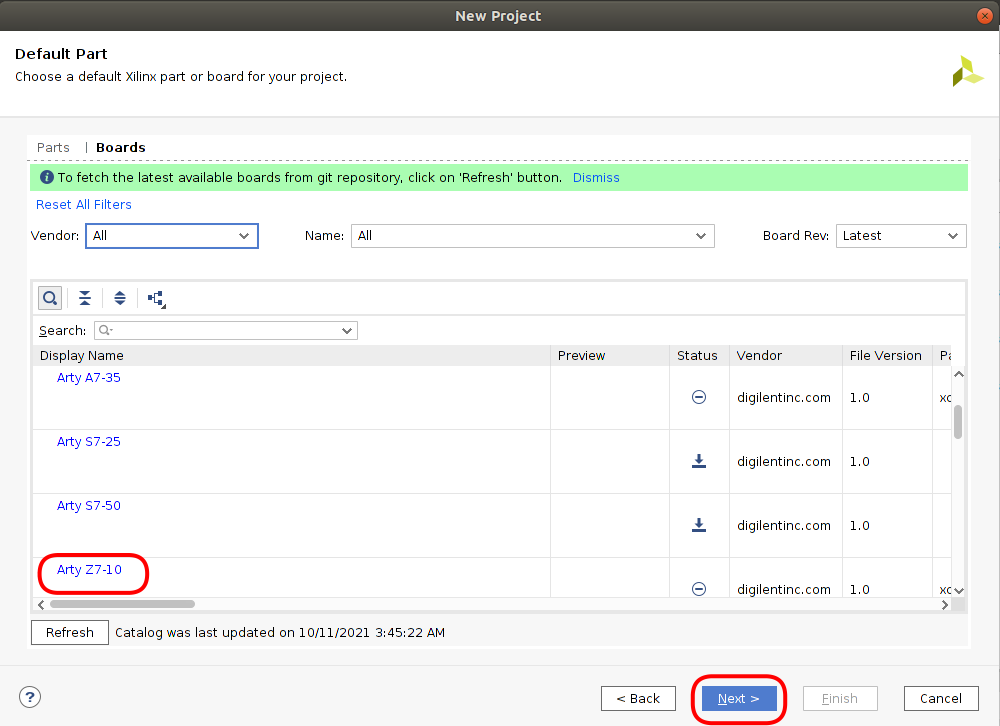 New Project
Default Part
Choose a default Xilinx part or board for your project.
Parts | Boards
To fetch the latest available boards from git repository, click on 'Refresh' button. Dismiss
Reset All Filters
Vendor: All Name: All Board Rev: Latest
Search:
Display Name Preview Status Vendor File Version Pa
Arty A7-35
digilentinc.com 1.0 xc
Arty S7-25
digilentinc.com 1.0
Arty S7-50
digilentinc.com 1.0
Arty Z7-10
digilentinc.com 1.0 xc
Refresh Catalog was last updated on 10/11/2021 3:45:22 AM
? < Back Next > Finish Cancel